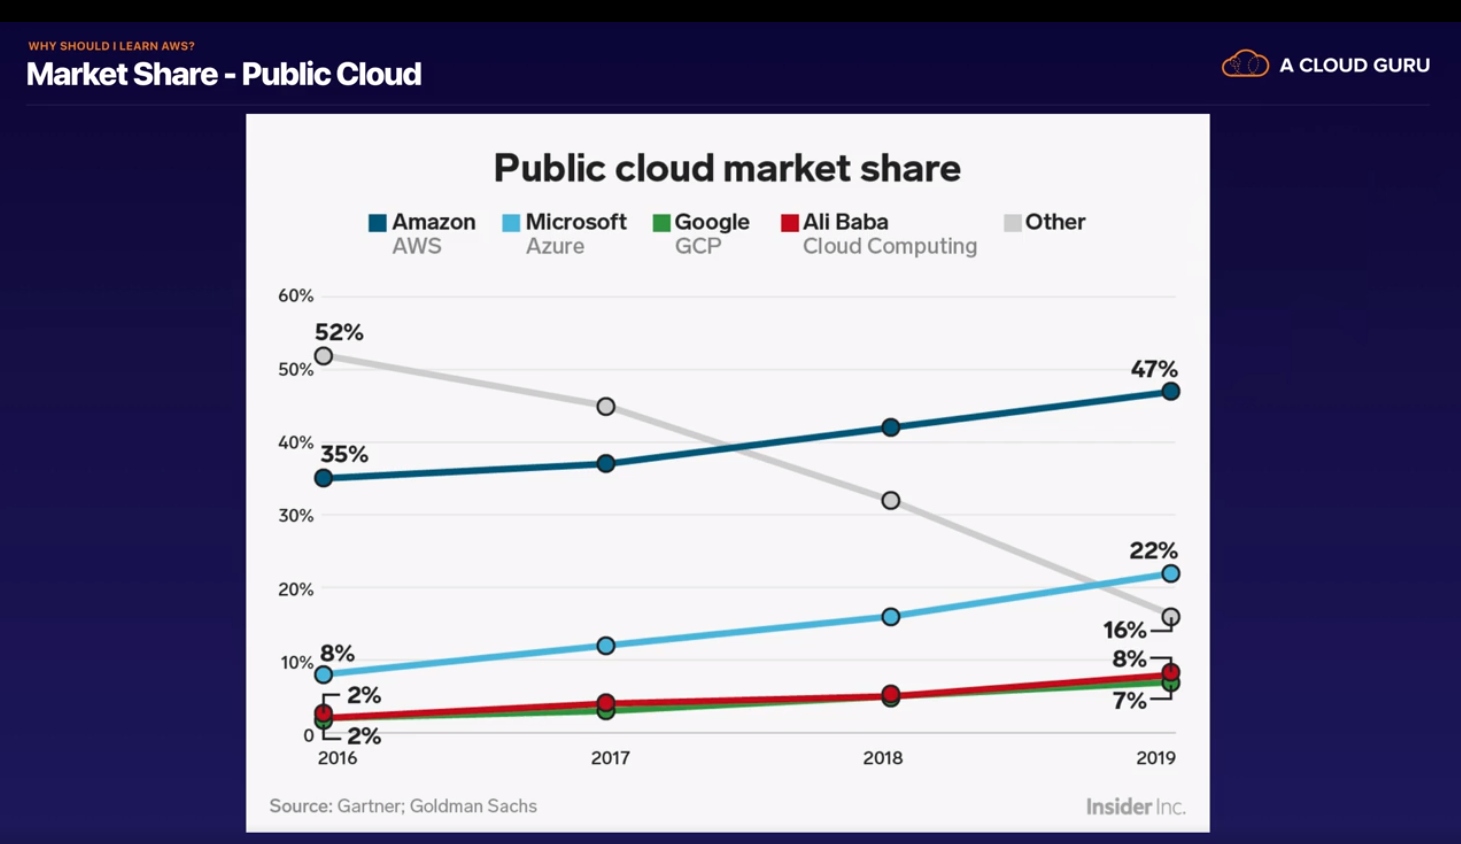 WHY SHOULD I LEARN AWS?
Market Share - Public Cloud
A CLOUD GURU
Public cloud market share
Amazon Microsoft Google Ali Baba Other
AWS Azure GCP Cloud Computing
60%
52%
50%
47%
40%
35%
30%
22%
20%
16%
8%
10%
8%
2%
7%
0
2%
2016 2017 2018 2019
Source: Gartner; Goldman Sachs
Insider Inc.